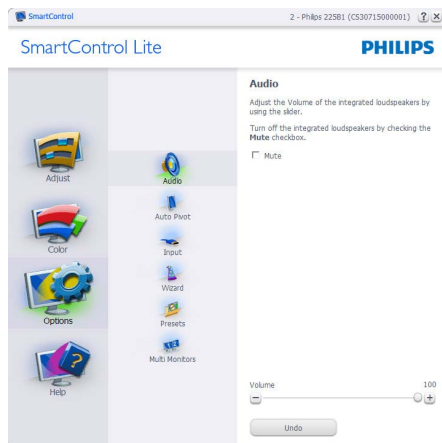 SmartControl
2 - Philips 225B1 (CS30715000001)
SmartControl Lite
PHILIPS
Audio
Adjust the Volume of the integrated loudspeakers by
using the slider.
Turn off the integrated loudspeakers by checking the
Mute checkbox.
Mute
Adjust
Color
Options
Help
Audio
Auto Pivot
Input
Wizard
Presets
Multi Monitors
Volume
100
Undo